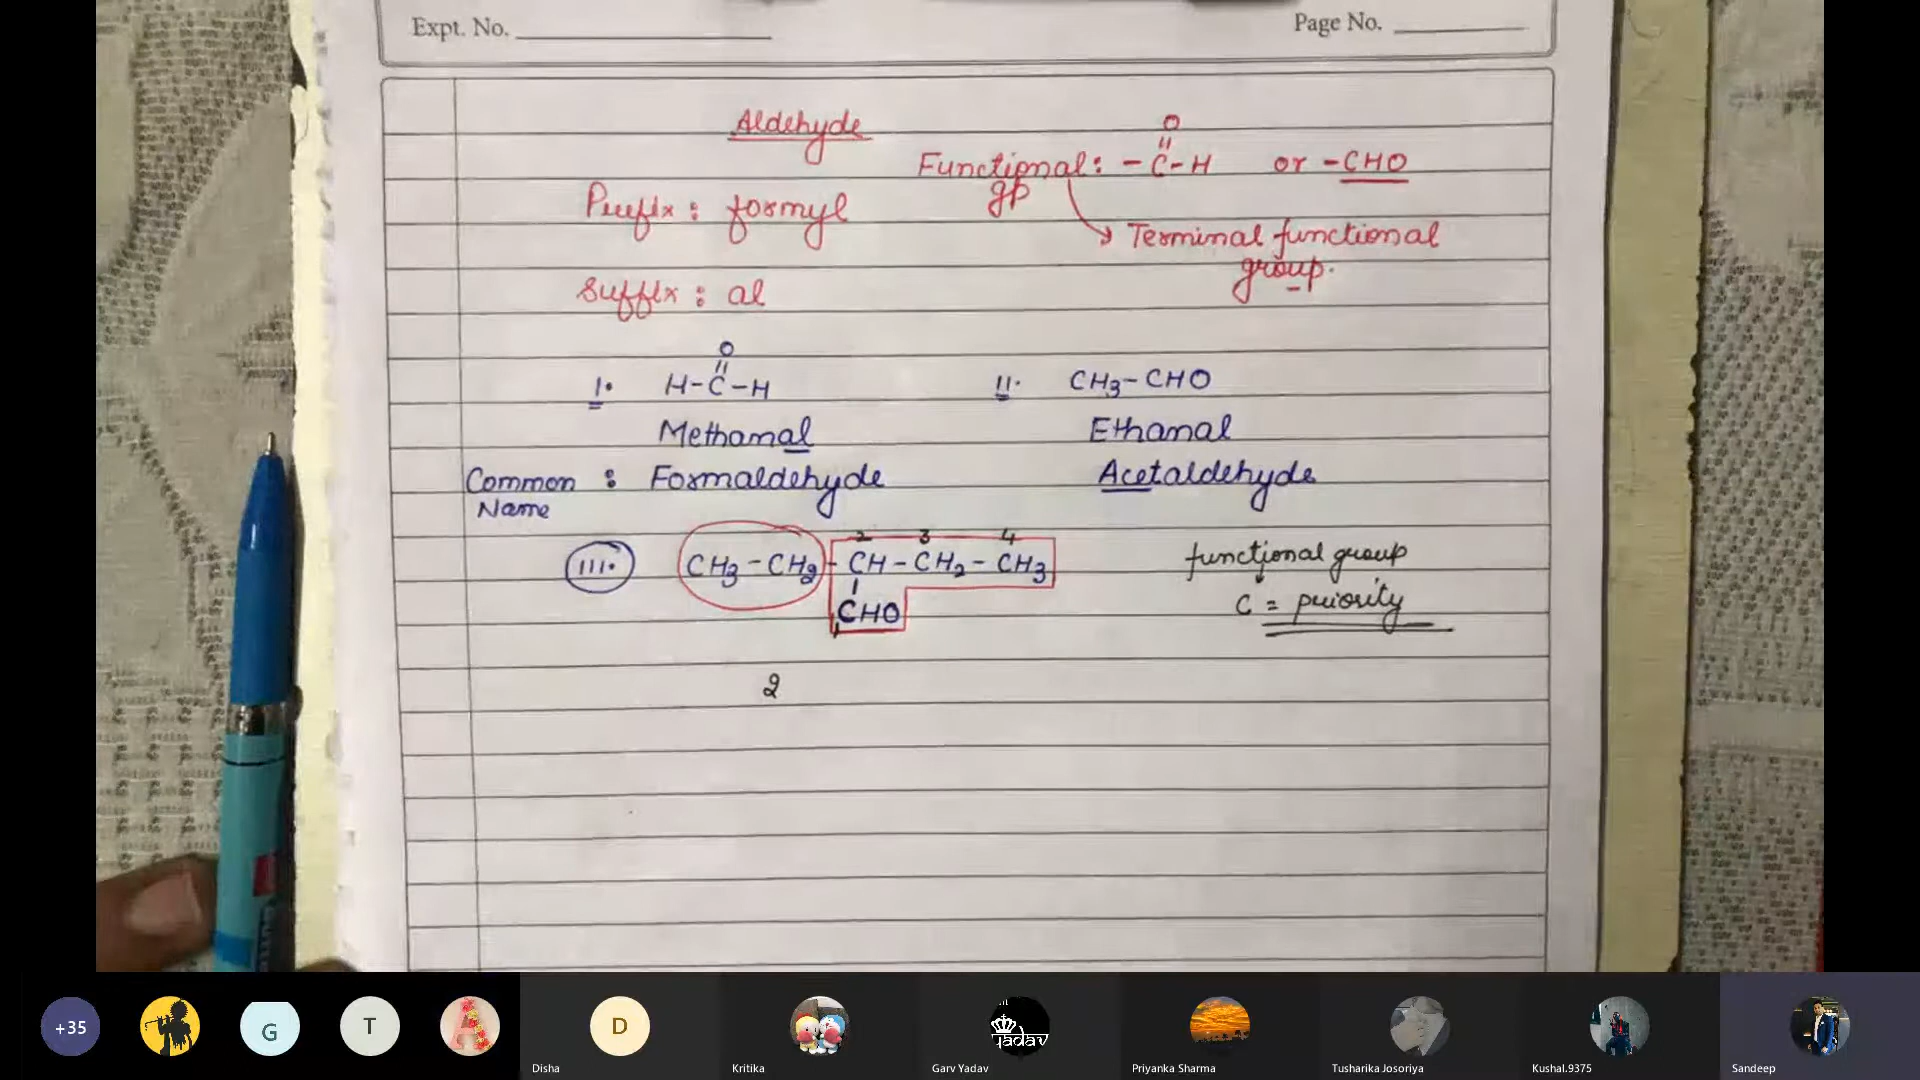 Expt. No.
Page No.
Aldehyde
O
||
Functional: - C - H or - CHO
gp
Prefix : formyl
Terminal functional
group.
Suffix : al
O
||
I. H - C - H II. CH3 - CHO
Methanal Ethanal
Common : Formaldehyde Acetaldehyde
Name
2 3 4
III. CH3 - CH2 - CH - CH2 - CH3 functional group
CHO C = priority
1
2
+35
G
T
A
D
Disha
Kritika
yadav
Garv Yadav
Priyanka Sharma
Tusharika Josoriya
Kushal.9375
Sandeep